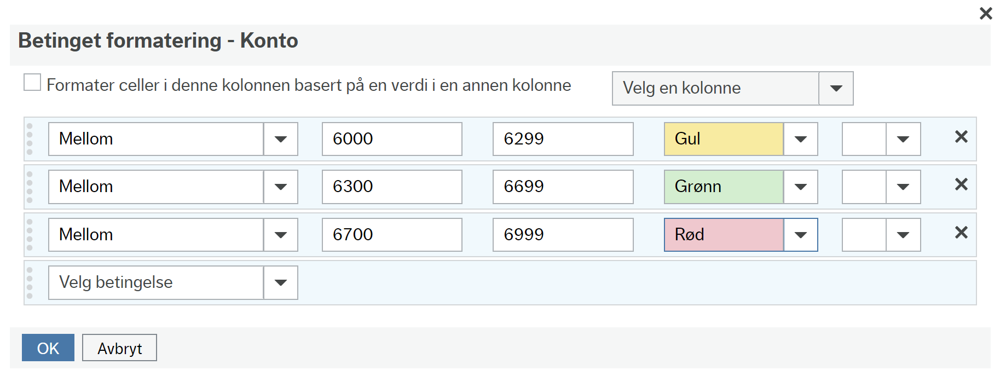 Betinget formatering - Konto
Formater celler i denne kolonnen basert på en verdi i en annen kolonne Velg en kolonne
Mellom 6000 6299 Gul
Mellom 6300 6699 Grønn
Mellom 6700 6999 Rød
Velg betingelse
OK Avbryt